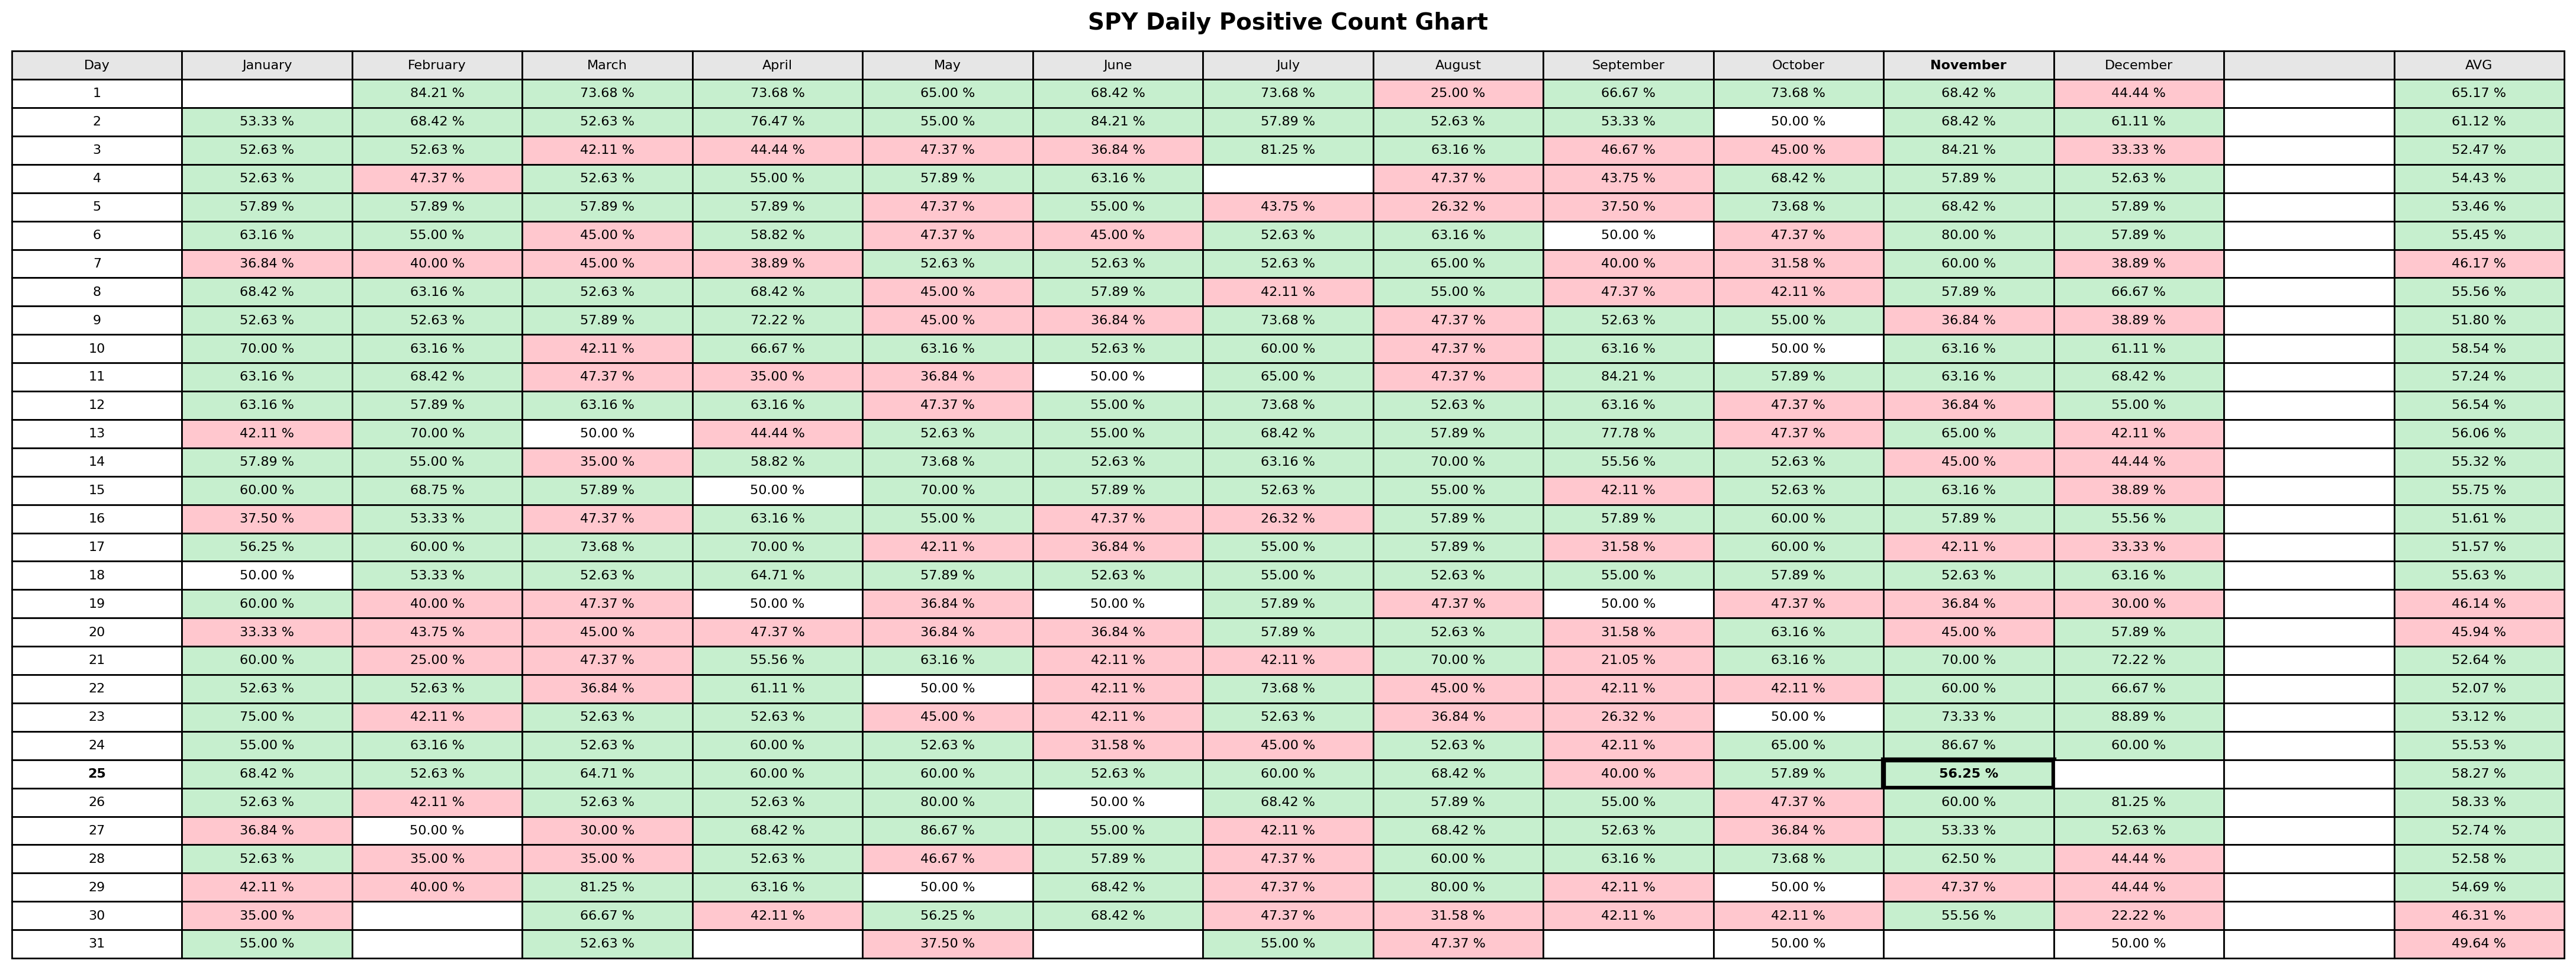 SPY Daily Positive Count Ghart
Day January February March April May June July August September October November December AVG
1 84.21 % 73.68 % 73.68 % 65.00 % 68.42 % 73.68 % 25.00 % 66.67 % 73.68 % 68.42 % 44.44 % 65.17 %
2 53.33 % 68.42 % 52.63 % 76.47 % 55.00 % 84.21 % 57.89 % 52.63 % 53.33 % 50.00 % 68.42 % 61.11 % 61.12 %
3 52.63 % 52.63 % 42.11 % 44.44 % 47.37 % 36.84 % 81.25 % 63.16 % 46.67 % 45.00 % 84.21 % 33.33 % 52.47 %
4 52.63 % 47.37 % 52.63 % 55.00 % 57.89 % 63.16 % 47.37 % 43.75 % 68.42 % 57.89 % 52.63 % 54.43 %
5 57.89 % 57.89 % 57.89 % 57.89 % 47.37 % 55.00 % 43.75 % 26.32 % 37.50 % 73.68 % 68.42 % 57.89 % 53.46 %
6 63.16 % 55.00 % 45.00 % 58.82 % 47.37 % 45.00 % 52.63 % 63.16 % 50.00 % 47.37 % 80.00 % 57.89 % 55.45 %
7 36.84 % 40.00 % 45.00 % 38.89 % 52.63 % 52.63 % 52.63 % 65.00 % 40.00 % 31.58 % 60.00 % 38.89 % 46.17 %
8 68.42 % 63.16 % 52.63 % 68.42 % 45.00 % 57.89 % 42.11 % 55.00 % 47.37 % 42.11 % 57.89 % 66.67 % 55.56 %
9 52.63 % 52.63 % 57.89 % 72.22 % 45.00 % 36.84 % 73.68 % 47.37 % 52.63 % 55.00 % 36.84 % 38.89 % 51.80 %
10 70.00 % 63.16 % 42.11 % 66.67 % 63.16 % 52.63 % 60.00 % 47.37 % 63.16 % 50.00 % 63.16 % 61.11 % 58.54 %
11 63.16 % 68.42 % 47.37 % 35.00 % 36.84 % 50.00 % 65.00 % 47.37 % 84.21 % 57.89 % 63.16 % 68.42 % 57.24 %
12 63.16 % 57.89 % 63.16 % 63.16 % 47.37 % 55.00 % 73.68 % 52.63 % 63.16 % 47.37 % 36.84 % 55.00 % 56.54 %
13 42.11 % 70.00 % 50.00 % 44.44 % 52.63 % 55.00 % 68.42 % 57.89 % 77.78 % 47.37 % 65.00 % 42.11 % 56.06 %
14 57.89 % 55.00 % 35.00 % 58.82 % 73.68 % 52.63 % 63.16 % 70.00 % 55.56 % 52.63 % 45.00 % 44.44 % 55.32 %
15 60.00 % 68.75 % 57.89 % 50.00 % 70.00 % 57.89 % 52.63 % 55.00 % 42.11 % 52.63 % 63.16 % 38.89 % 55.75 %
16 37.50 % 53.33 % 47.37 % 63.16 % 55.00 % 47.37 % 26.32 % 57.89 % 57.89 % 60.00 % 57.89 % 55.56 % 51.61 %
17 56.25 % 60.00 % 73.68 % 70.00 % 42.11 % 36.84 % 55.00 % 57.89 % 31.58 % 60.00 % 42.11 % 33.33 % 51.57 %
18 50.00 % 53.33 % 52.63 % 64.71 % 57.89 % 52.63 % 55.00 % 52.63 % 55.00 % 57.89 % 52.63 % 63.16 % 55.63 %
19 60.00 % 40.00 % 47.37 % 50.00 % 36.84 % 50.00 % 57.89 % 47.37 % 50.00 % 47.37 % 36.84 % 30.00 % 46.14 %
20 33.33 % 43.75 % 45.00 % 47.37 % 36.84 % 36.84 % 57.89 % 52.63 % 31.58 % 63.16 % 45.00 % 57.89 % 45.94 %
21 60.00 % 25.00 % 47.37 % 55.56 % 63.16 % 42.11 % 42.11 % 70.00 % 21.05 % 63.16 % 70.00 % 72.22 % 52.64 %
22 52.63 % 52.63 % 36.84 % 61.11 % 50.00 % 42.11 % 73.68 % 45.00 % 42.11 % 42.11 % 60.00 % 66.67 % 52.07 %
23 75.00 % 42.11 % 52.63 % 52.63 % 45.00 % 42.11 % 52.63 % 36.84 % 26.32 % 50.00 % 73.33 % 88.89 % 53.12 %
24 55.00 % 63.16 % 52.63 % 60.00 % 52.63 % 31.58 % 45.00 % 52.63 % 42.11 % 65.00 % 86.67 % 60.00 % 55.53 %
25 68.42 % 52.63 % 64.71 % 60.00 % 60.00 % 52.63 % 60.00 % 68.42 % 40.00 % 57.89 % 56.25 % 58.27 %
26 52.63 % 42.11 % 52.63 % 52.63 % 80.00 % 50.00 % 68.42 % 57.89 % 55.00 % 47.37 % 60.00 % 81.25 % 58.33 %
27 36.84 % 50.00 % 30.00 % 68.42 % 86.67 % 55.00 % 42.11 % 68.42 % 52.63 % 36.84 % 53.33 % 52.63 % 52.74 %
28 52.63 % 35.00 % 35.00 % 52.63 % 46.67 % 57.89 % 47.37 % 60.00 % 63.16 % 73.68 % 62.50 % 44.44 % 52.58 %
29 42.11 % 40.00 % 81.25 % 63.16 % 50.00 % 68.42 % 47.37 % 80.00 % 42.11 % 50.00 % 47.37 % 44.44 % 54.69 %
30 35.00 % 66.67 % 42.11 % 56.25 % 68.42 % 47.37 % 31.58 % 42.11 % 42.11 % 55.56 % 22.22 % 46.31 %
31 55.00 % 52.63 % 37.50 % 55.00 % 47.37 % 50.00 % 50.00 % 49.64 %